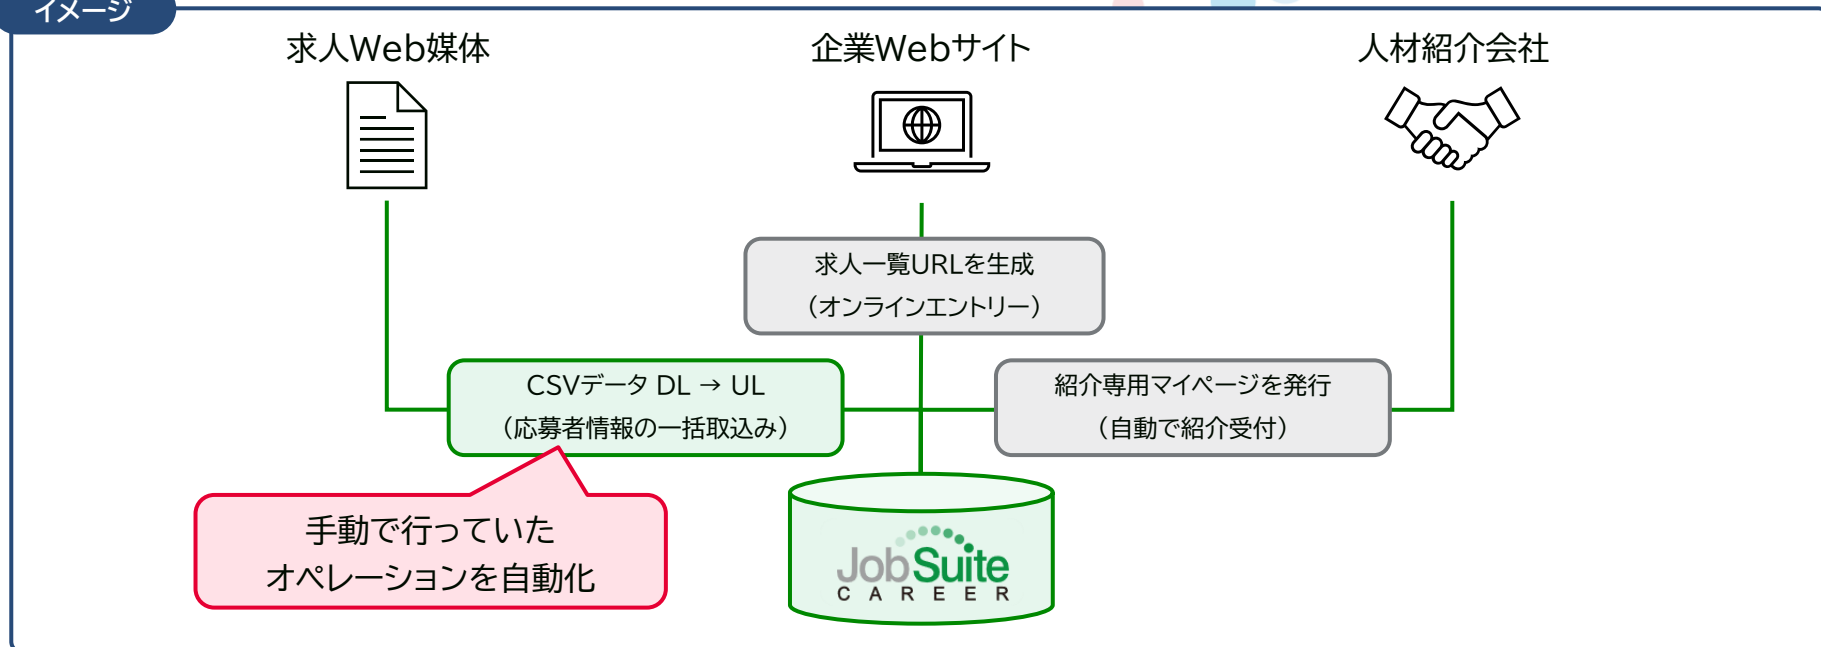 イメージ
求人Web媒体
企業Webサイト
人材紹介会社
求人一覧URLを生成
（オンラインエントリー）
CSVデータ DL → UL
（応募者情報の一括取込み）
紹介専用マイページを発行
（自動で紹介受付）
手動で行っていた
オペレーションを自動化
JobSuite
CAREER